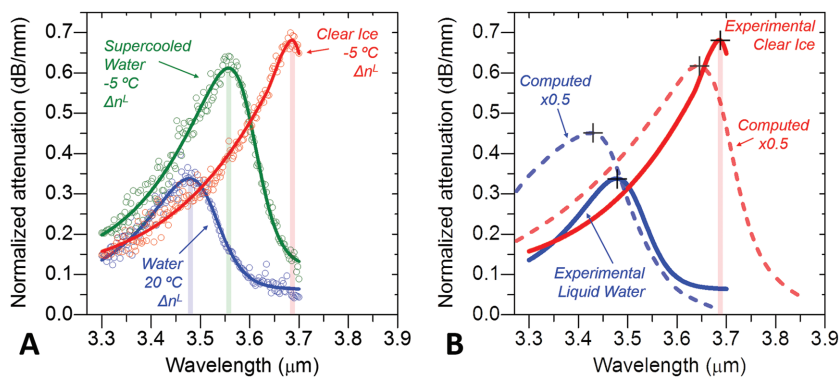 Normalized attenuation (dB/mm)
0.7
0.6
0.5
0.4
0.3
0.2
0.1
0.0
Supercooled
Water
-5 ºC
Δnᴸ
Clear Ice
-5 ºC
Δnᴸ
Water
20 ºC
Δnᴸ
3.3 3.4 3.5 3.6 3.7 3.8 3.9
Wavelength (μm)
A
Normalized attenuation (dB/mm)
0.7
0.6
0.5
0.4
0.3
0.2
0.1
0.0
Experimental
Clear Ice
Computed
x0.5
Computed
x0.5
Experimental
Liquid Water
3.3 3.4 3.5 3.6 3.7 3.8 3.9
Wavelength (μm)
B